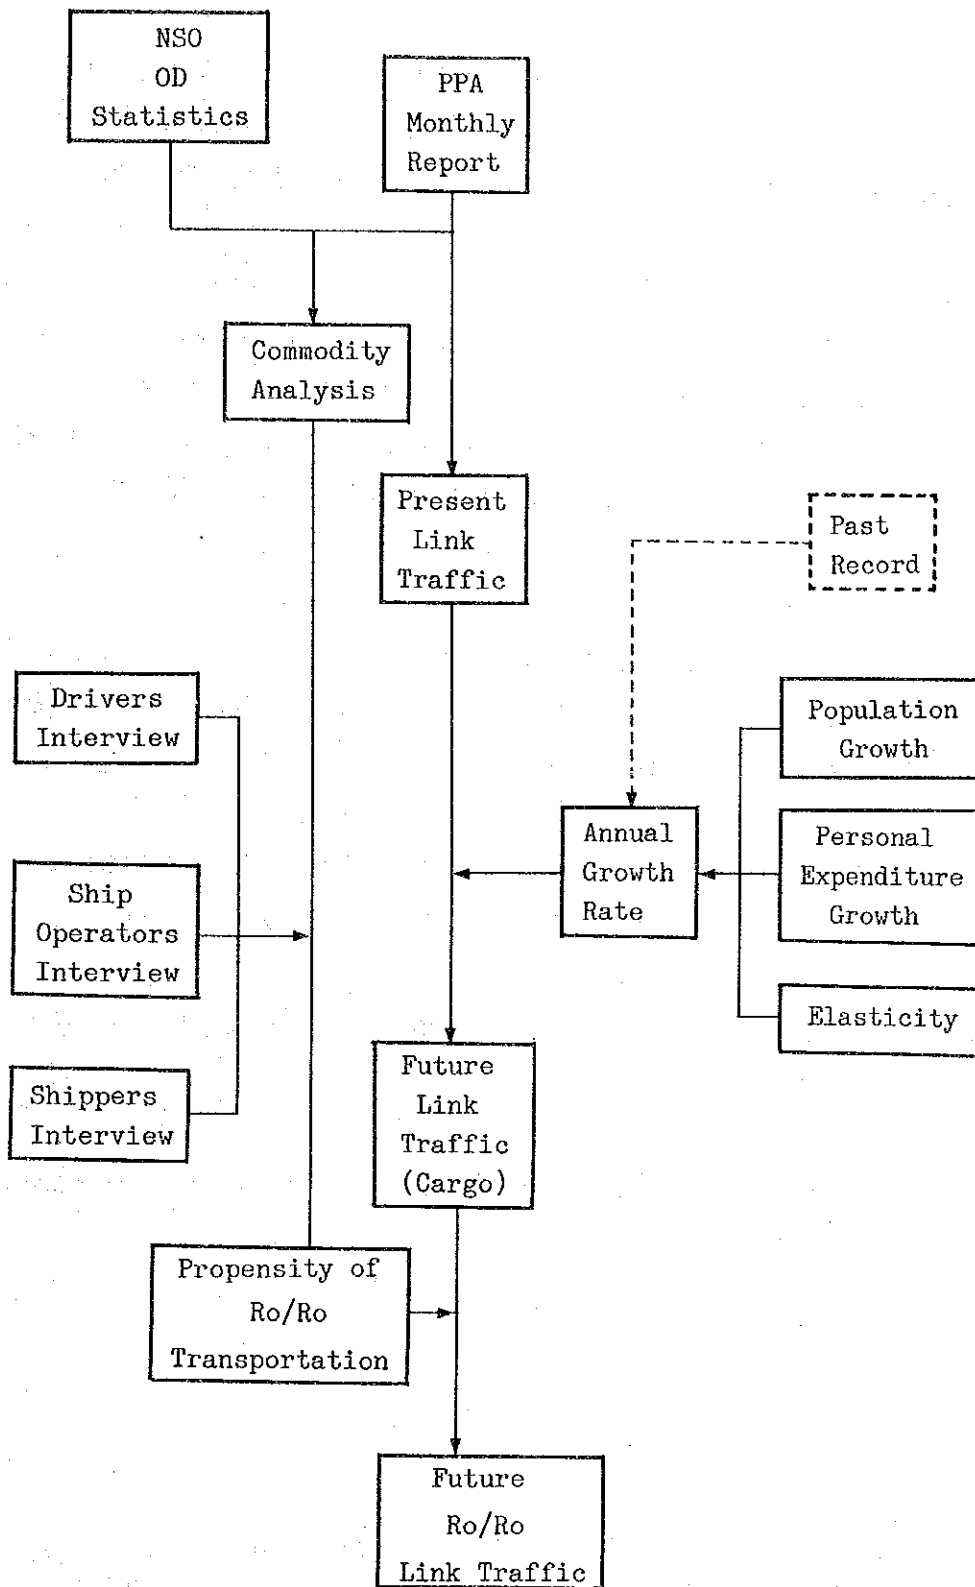 NSO
OD
Statistics
PPA
Monthly
Report
Commodity
Analysis
Present
Link
Traffic
Past
Record
Drivers
Interview
Population
Growth
Annual
Growth
Rate
Personal
Expenditure
Growth
Ship
Operators
Interview
Elasticity
Future
Link
Traffic
(Cargo)
Shippers
Interview
Propensity of
Ro/Ro
Transportation
Future
Ro/Ro
Link Traffic